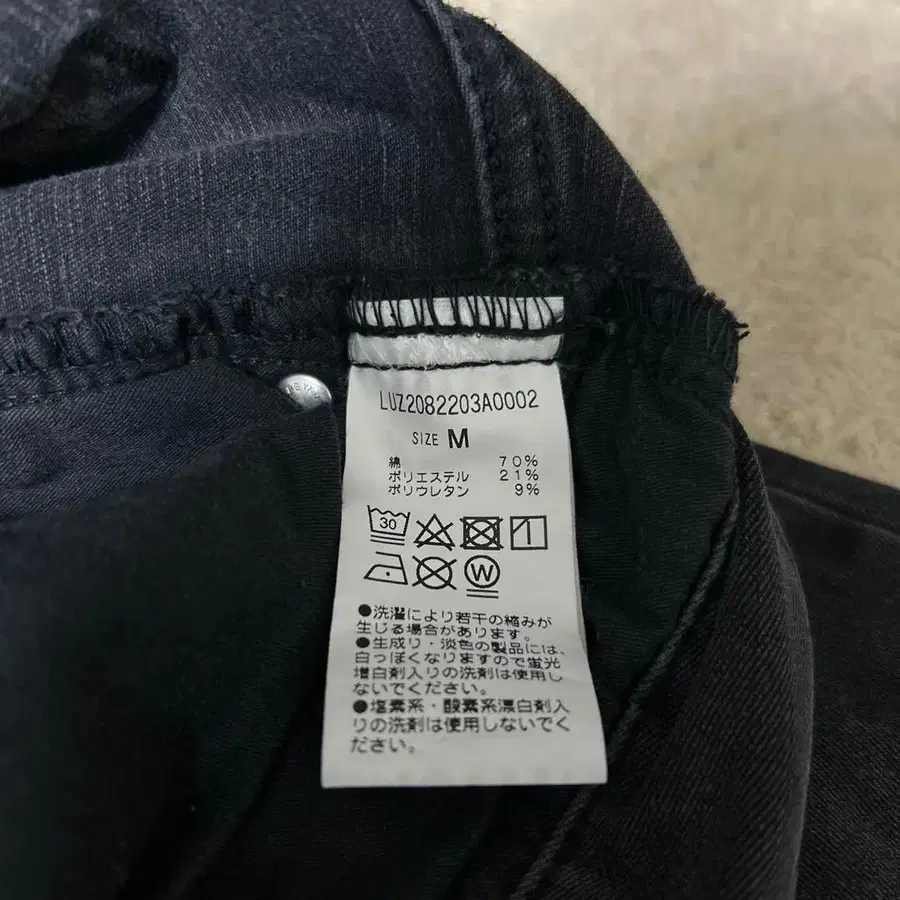 LUZ2082203A0002
SIZE M
綿 70%
ポリエステル 21%
ポリウレタン 9%
30
W
●洗濯により若干の縮みが
生じる場合があります。
●生成り・淡色の製品には、
白っぽくなりますので蛍光
増白剤入りの洗剤は使用し
ないでください。
●塩素系・酸素系漂白剤入
りの洗剤は使用しないでく
ださい。